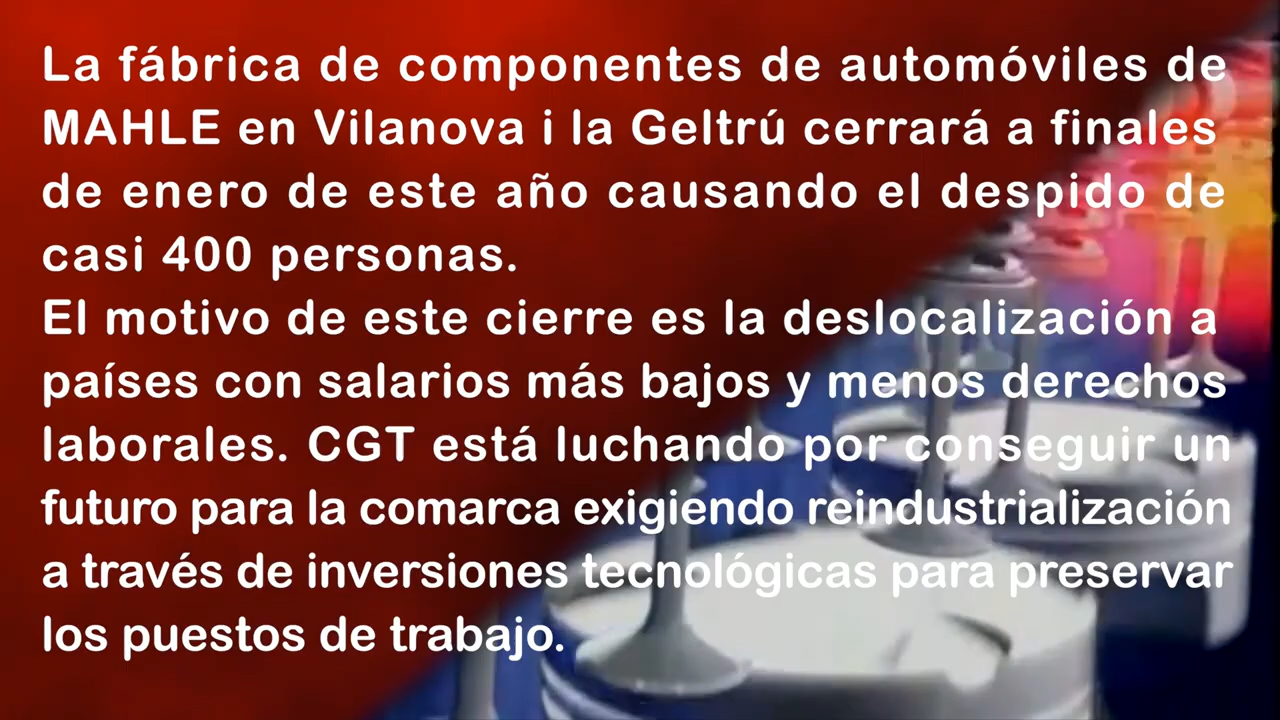 La fábrica de componentes de automóviles de
MAHLE en Vilanova i la Geltrú cerrará a finales
de enero de este año causando el despido de
casi 400 personas.
El motivo de este cierre es la deslocalización a
países con salarios más bajos y menos derechos
laborales. CGT está luchando por conseguir un
futuro para la comarca exigiendo reindustrialización
a través de inversiones tecnológicas para preservar
los puestos de trabajo.